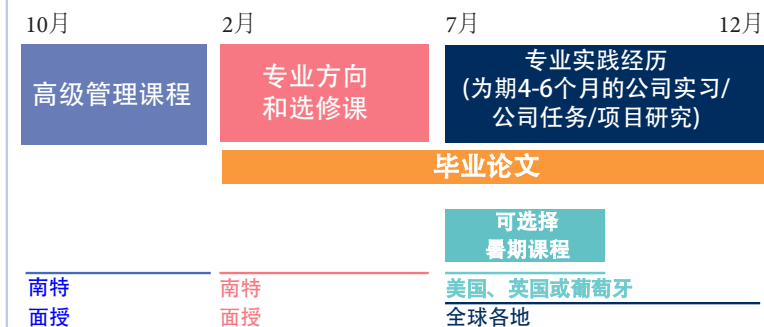 10月
2月
7月
12月
高级管理课程
专业方向
和选修课
专业实践经历
(为期4-6个月的公司实习/
公司任务/项目研究)
毕业论文
可选择
暑期课程
南特
面授
南特
面授
美国、英国或葡萄牙
全球各地